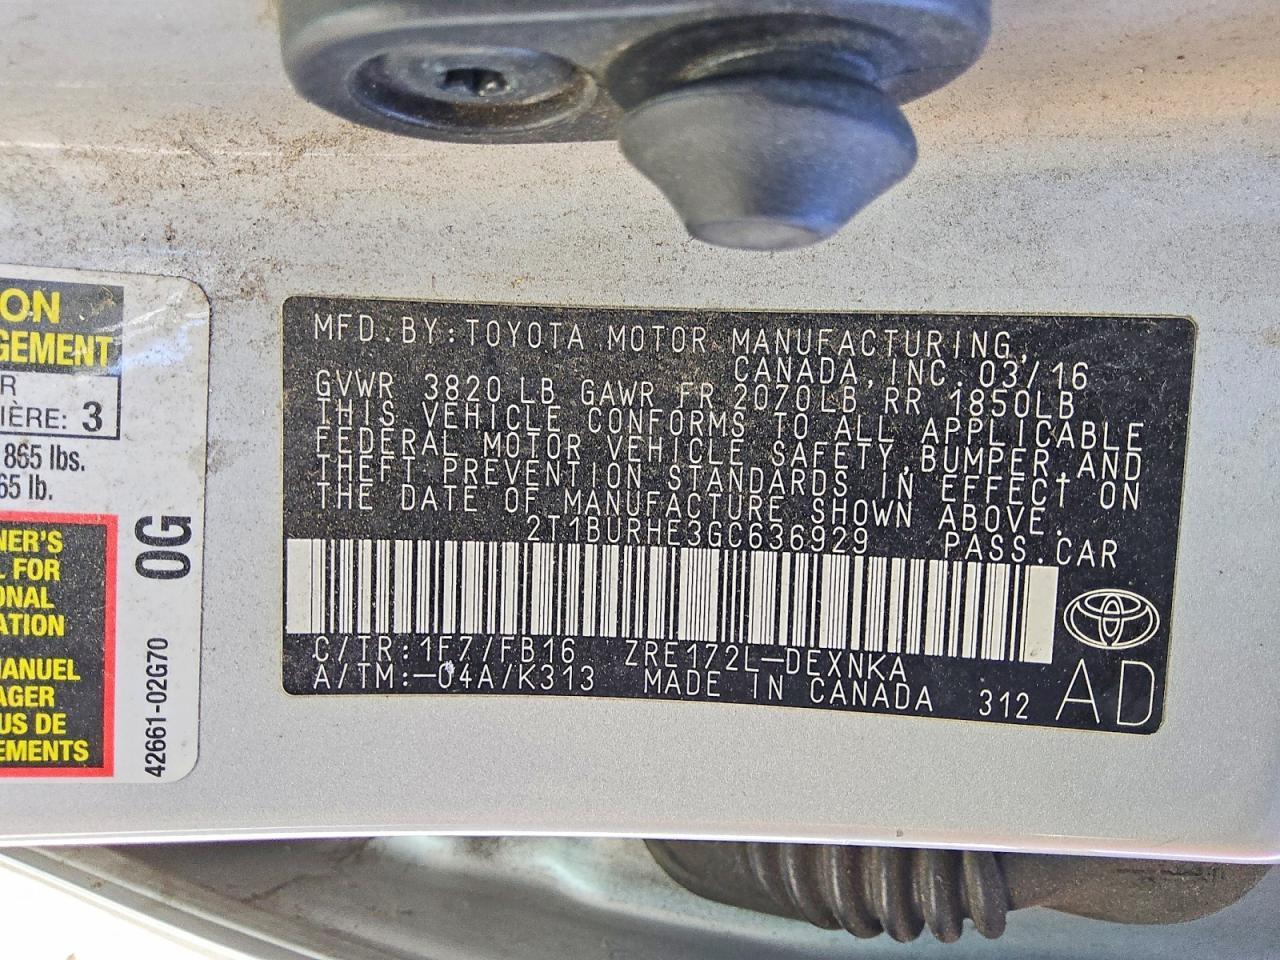 ON
GEMENT
R
IÈRE: 3
865 lbs.
65 lb.
NER'S
L FOR
ONAL
ATION
MANUEL
AGER
US DE
EMENTS
42661-02G70
0G
MFD.BY:TOYOTA MOTOR MANUFACTURING,
CANADA,INC. 03/16
GVWR 3820 LB GAWR FR 2070LB RR 1850LB
THIS VEHICLE CONFORMS TO ALL APPLICABLE
FEDERAL MOTOR VEHICLE SAFETY,BUMPER,AND
THEFT PREVENTION STANDARDS IN EFFECT ON
THE DATE OF MANUFACTURE SHOWN ABOVE.
2T1BURHE3GC636929 PASS.CAR
C/TR:1F7/FB16 ZRE172L-DEXNKA
A/TM:-04A/K313 MADE IN CANADA 312 AD